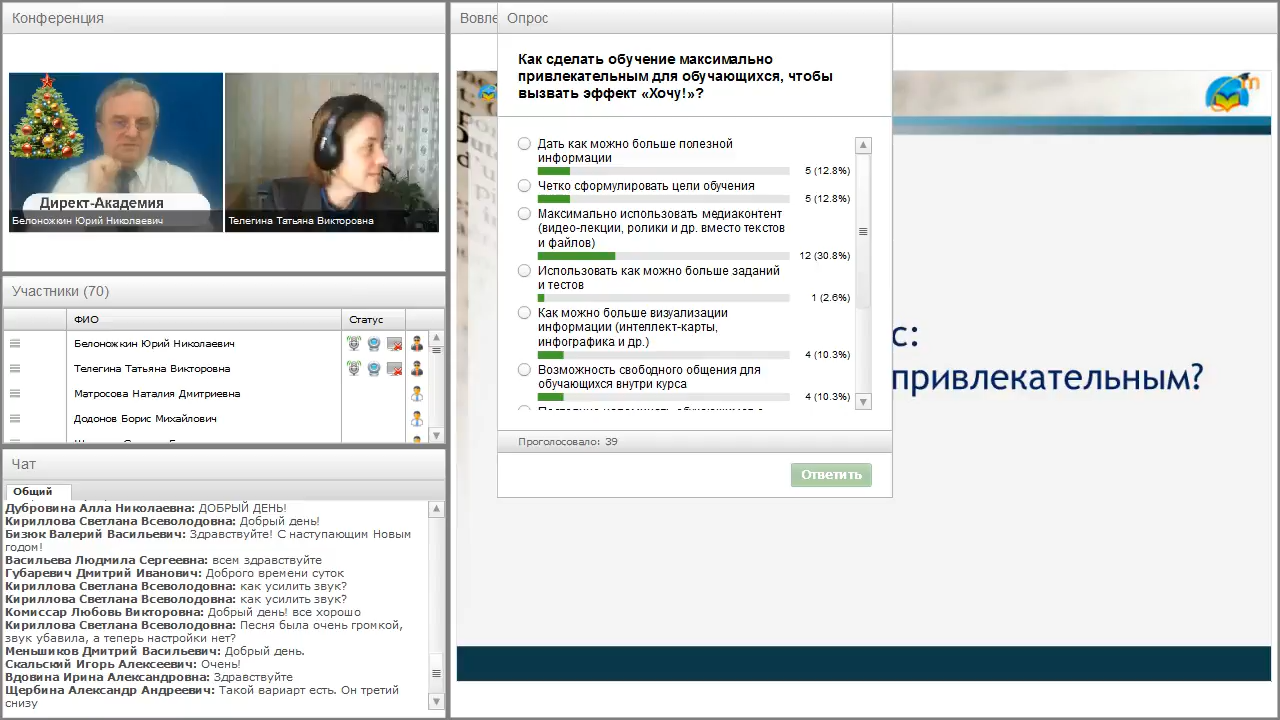 Конференция
Директ-Академия
Белоножкин Юрий Николаевич
Телегина Татьяна Викторовна
Участники (70)
ФИО
Статус
Белоножкин Юрий Николаевич
Телегина Татьяна Викторовна
Матросова Наталия Дмитриевна
Додонов Борис Михайлович
Чат
Общий
Дубровина Алла Николаевна: ДОБРЫЙ ДЕНЬ!
Кириллова Светлана Всеволодовна: Добрый день!
Бизюк Валерий Васильевич: Здравствуйте! С наступающим Новым
годом!
Васильева Людмила Сергеевна: всем здравствуйте
Губаревич Дмитрий Иванович: Доброго времени суток
Кириллова Светлана Всеволодовна: как усилить звук?
Кириллова Светлана Всеволодовна: как усилить звук?
Комиссар Любовь Викторовна: Добрый день! все хорошо
Кириллова Светлана Всеволодовна: Песня была очень громкой,
звук убавила, а теперь настройки нет?
Меньшиков Дмитрий Васильевич: Добрый день.
Скальский Игорь Алексеевич: Очень!
Вдовина Ирина Александровна: Здравствуйте
Щербина Александр Андреевич: Такой вариарт есть. Он третий
снизу
Вовле
Опрос
Как сделать обучение максимально
привлекательным для обучающихся, чтобы
вызвать эффект «Хочу!»?
Дать как можно больше полезной
информации
5 (12.8%)
Четко сформулировать цели обучения
5 (12.8%)
Максимально использовать медиаконтент
(видео-лекции, ролики и др. вместо текстов
и файлов)
12 (30.8%)
Использовать как можно больше заданий
и тестов
1 (2.6%)
Как можно больше визуализации
информации (интеллект-карты,
инфографика и др.)
4 (10.3%)
Возможность свободного общения для
обучающихся внутри курса
4 (10.3%)
Проголосовало: 39
Ответить
с:
привлекательным?